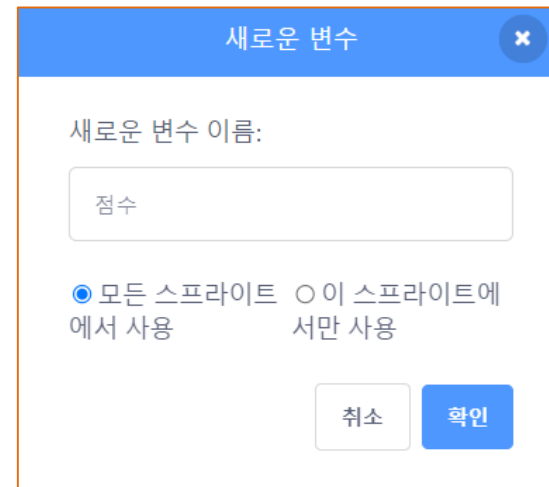 새로운 변수
새로운 변수 이름:
점수
모든 스프라이트 이 스프라이트에
에서 사용 서만 사용
취소 확인